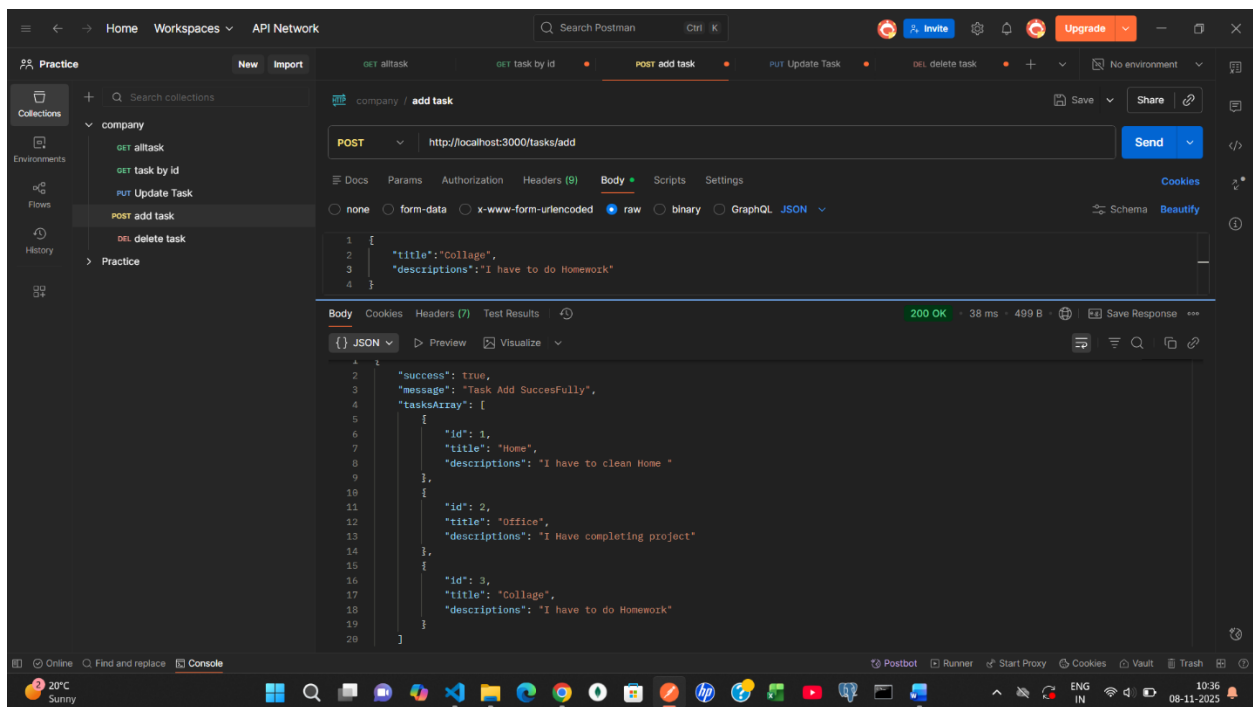 Home Workspaces API Network Search Postman Ctrl K Invite Upgrade
Practice New Import GET alltask GET task by id POST add task PUT Update Task DEL delete task No environment
Collections
Environments
Flows
History
Search collections
company
GET alltask
GET task by id
PUT Update Task
POST add task
DEL delete task
Practice
HTTP company / add task Save Share
POST http://localhost:3000/tasks/add Send
Docs Params Authorization Headers (9) Body Scripts Settings Cookies
none form-data x-www-form-urlencoded raw binary GraphQL JSON Schema Beautify
1 {
2 "title":"Collage",
3 "descriptions":"I have to do Homework"
4 }
Body Cookies Headers (7) Test Results 200 OK 38 ms 499 B Save Response
{} JSON Preview Visualize
1 {
2 "success": true,
3 "message": "Task Add SuccesFully",
4 "tasksArray": [
5 {
6 "id": 1,
7 "title": "Home",
8 "descriptions": "I have to clean Home "
9 },
10 {
11 "id": 2,
12 "title": "Office",
13 "descriptions": "I Have completing project"
14 },
15 {
16 "id": 3,
17 "title": "Collage",
18 "descriptions": "I have to do Homework"
19 }
20 ]
Online Find and replace Console Postbot Runner Start Proxy Cookies Vault Trash
2 20°C
Sunny
ENG
IN
10:36
08-11-2025